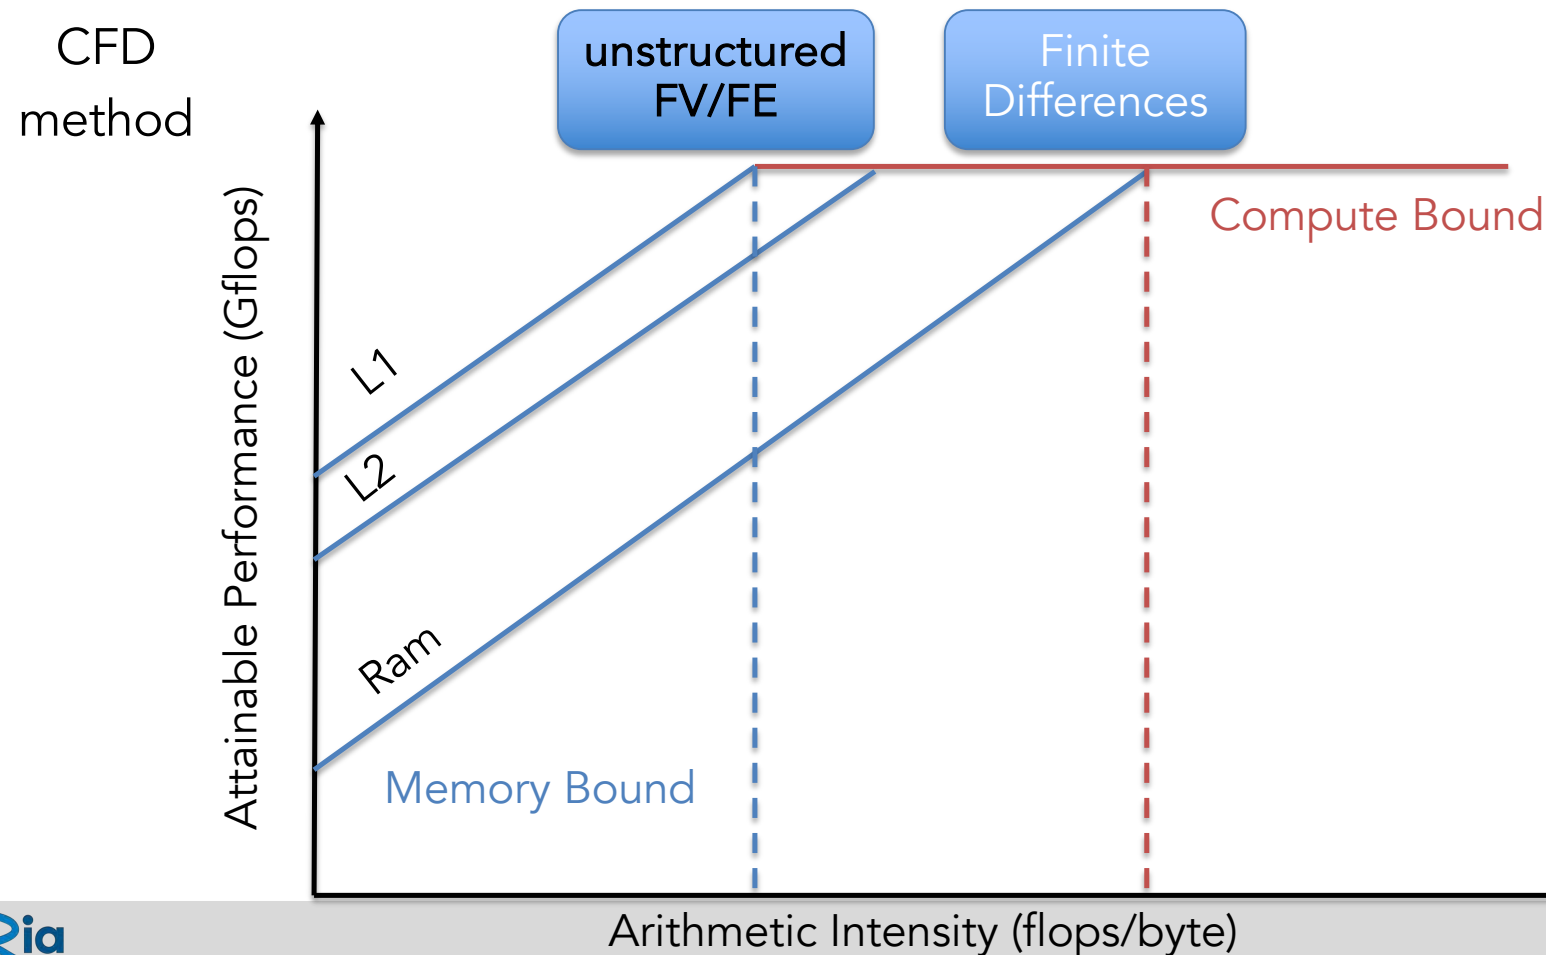 CFD
method
unstructured
FV/FE
Finite
Differences
Attainable Performance (Gflops)
Compute Bound
L1
L2
Ram
Memory Bound
Arithmetic Intensity (flops/byte)